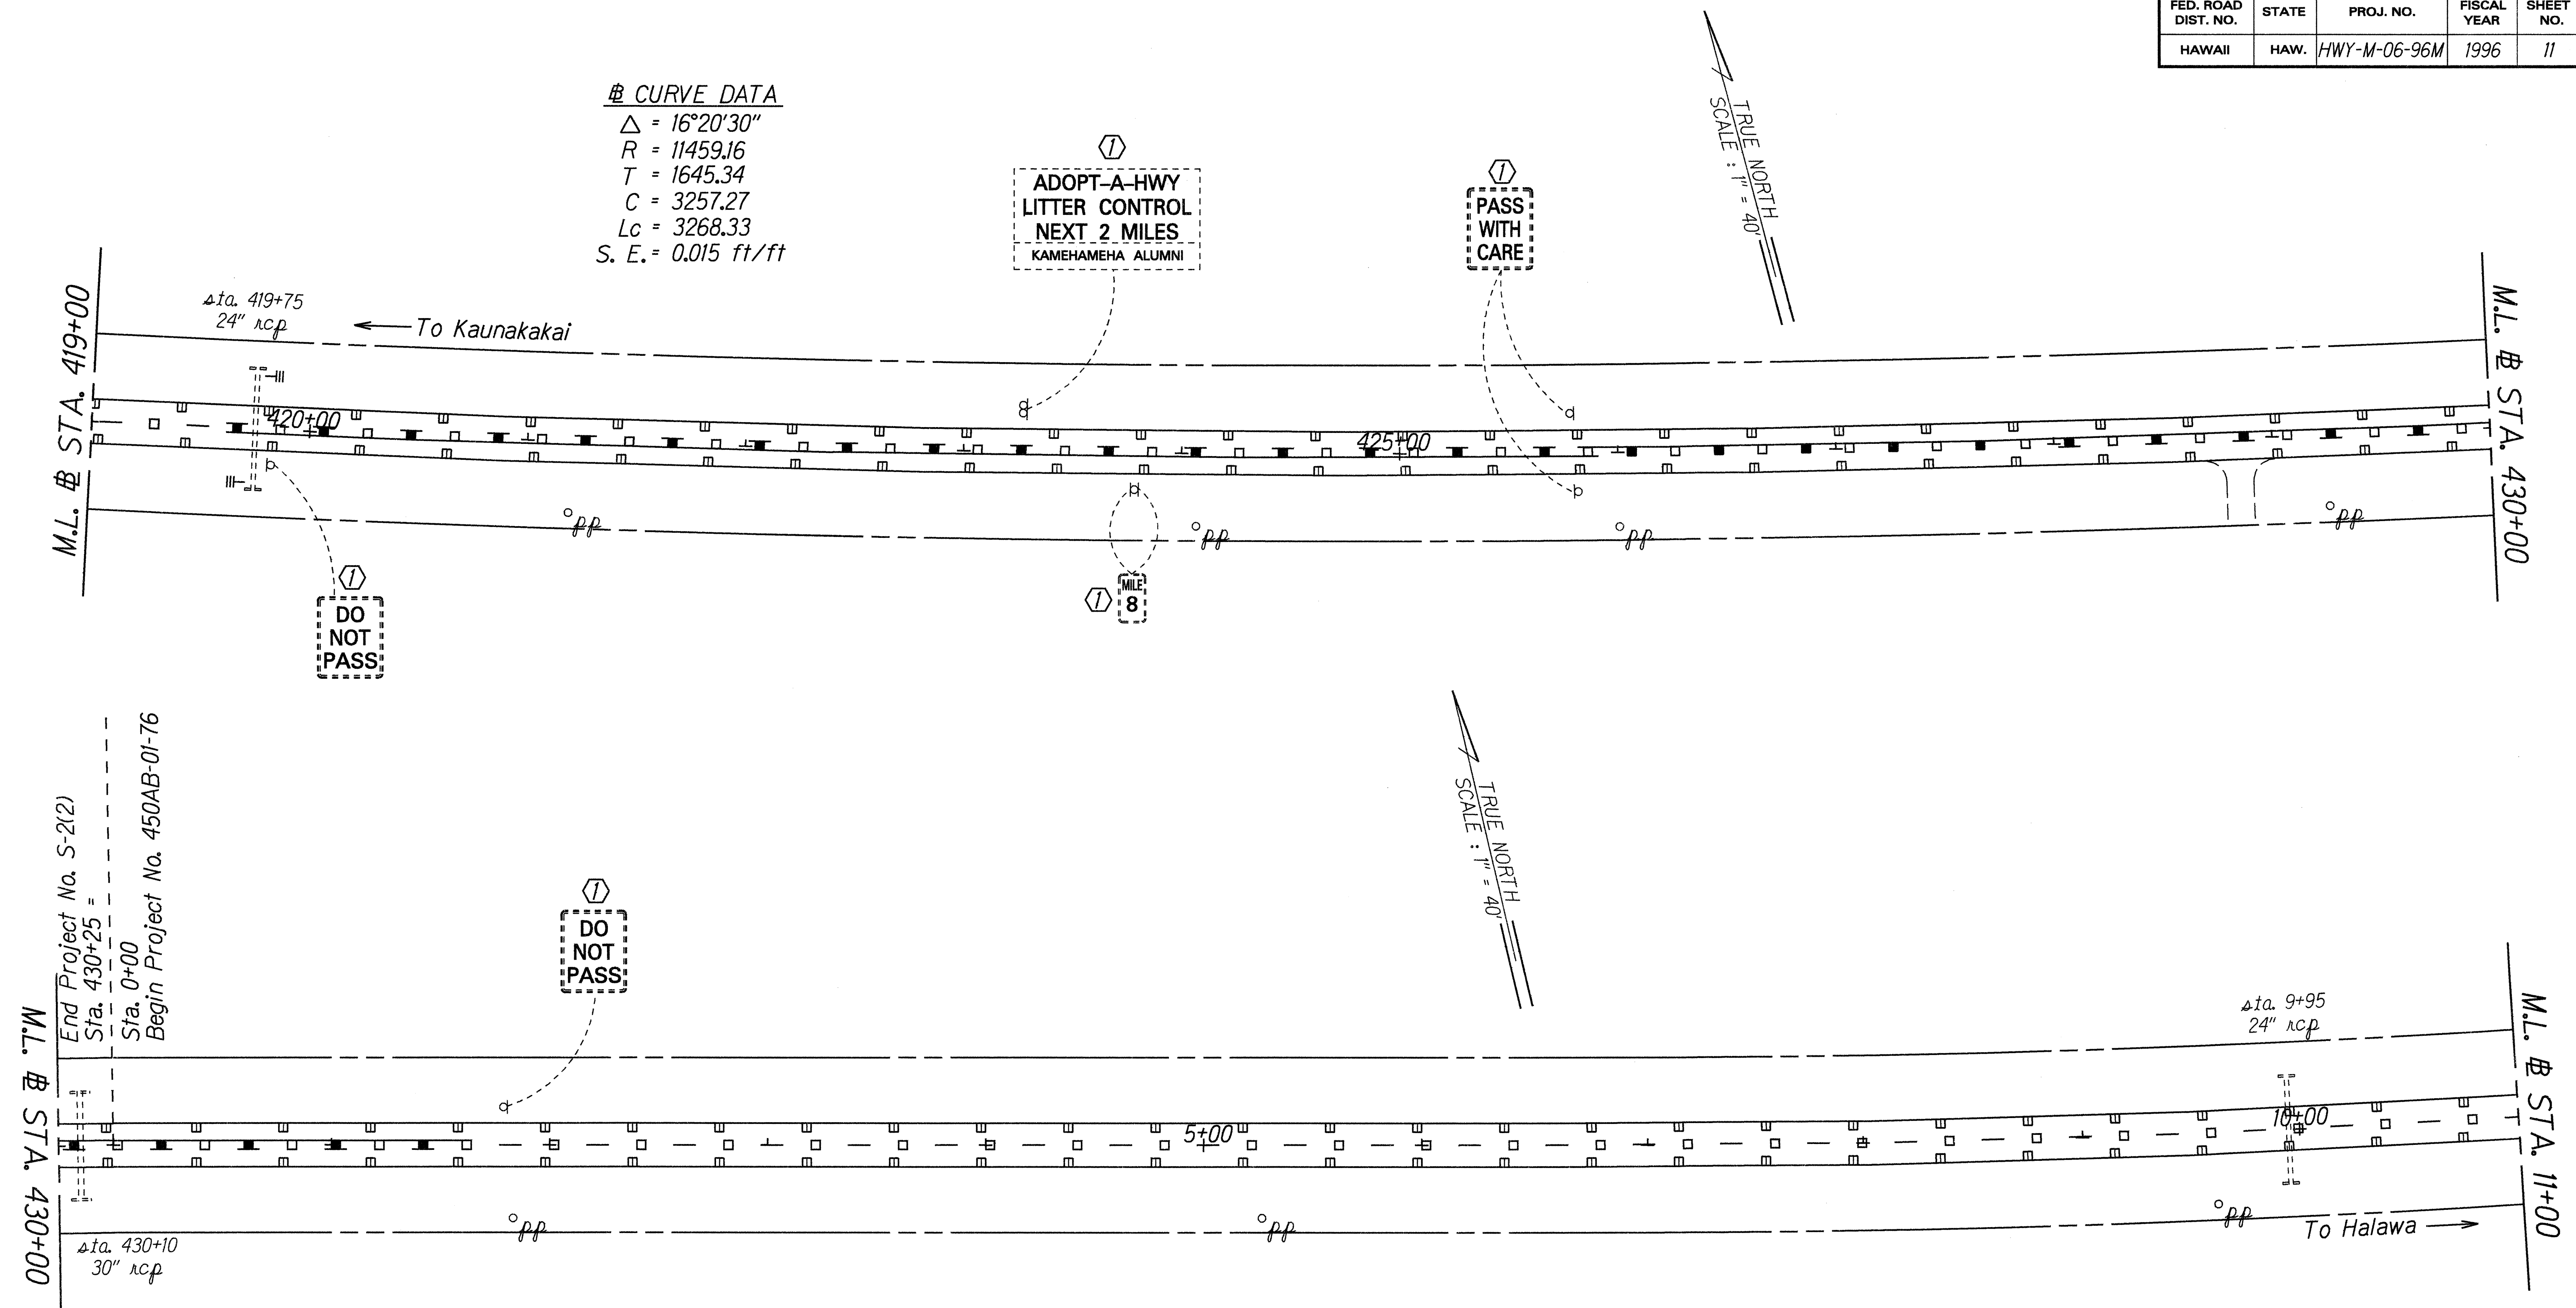 FED. ROAD DIST. NO. STATE PROJ. NO. FISCAL YEAR SHEET NO.
HAWAII HAW. HWY-M-06-96M 1996 11
BL CURVE DATA
△ = 16°20'30"
R = 11459.16
T = 1645.34
C = 3257.27
Lc = 3268.33
S. E. = 0.015 ft/ft
1
ADOPT-A-HWY
LITTER CONTROL
NEXT 2 MILES
KAMEHAMEHA ALUMNI
1
PASS
WITH
CARE
TRUE NORTH
SCALE : 1" = 40'
M.L. BL STA. 419+00
sta. 419+75
24" rcp
← To Kaunakakai
420+00
425+00
M.L. BL STA. 430+00
pp
pp
pp
pp
1
DO
NOT
PASS
1
MILE
8
End Project No. S-2(2)
Sta. 430+25 =
Sta. 0+00
Begin Project No. 450AB-01-76
1
DO
NOT
PASS
TRUE NORTH
SCALE : 1" = 40'
M.L. BL STA. 430+00
5+00
sta. 9+95
24" rcp
10+00
M.L. BL STA. 11+00
pp
pp
pp
sta. 430+10
30" rcp
To Halawa →